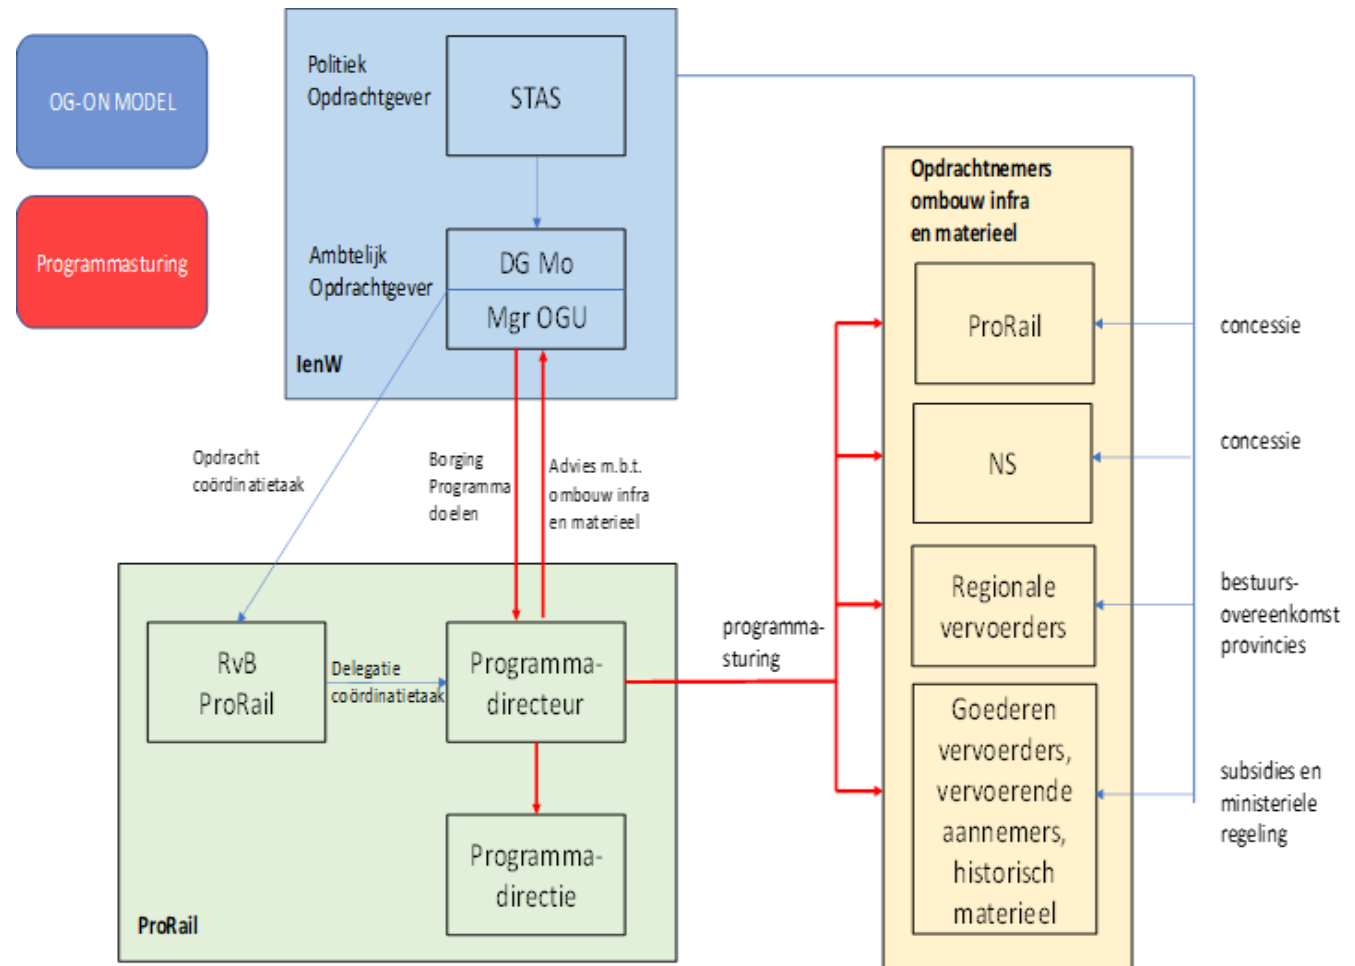 OG-ON MODEL
Programmasturing
Politiek
Opdrachtgever
STAS
Ambtelijk
Opdrachtgever
DG Mo
Mgr OGU
IenW
Opdracht
coördinatietaak
Borging
Programma
doelen
Advies m.b.t.
ombouw infra
en materieel
RvB
ProRail
Delegatie
coördinatietaak
Programma-
directeur
Programma-
directie
ProRail
programma-
sturing
Opdrachtnemers
ombouw infra
en materieel
ProRail
NS
Regionale
vervoerders
Goederen
vervoerders,
vervoerende
aannemers,
historisch
materieel
concessie
concessie
bestuurs-
overeenkomst
provincies
subsidies en
ministeriele
regeling